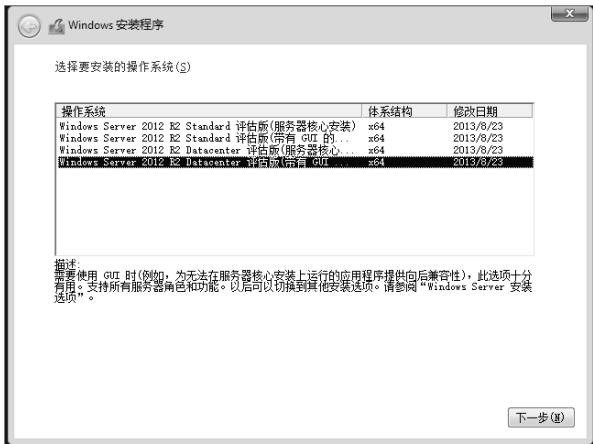 Windows 安装程序
选择要安装的操作系统(S)
操作系统 体系结构 修改日期
Windows Server 2012 R2 Standard 评估版(服务器核心安装) x64 2013/8/23
Windows Server 2012 R2 Standard 评估版(带有 GUI 的... x64 2013/8/23
Windows Server 2012 R2 Datacenter 评估版(服务器核心... x64 2013/8/23
Windows Server 2012 R2 Datacenter 评估版(带有 GUI ... x64 2013/8/23
描述:
需要使用 GUI 时(例如，为无法在服务器核心安装上运行的应用程序提供向后兼容性)，此选项十分
有用。支持所有服务器角色和功能。以后可以切换到其他安装选项。请参阅“Windows Server 安装
选项”。
下一步(N)